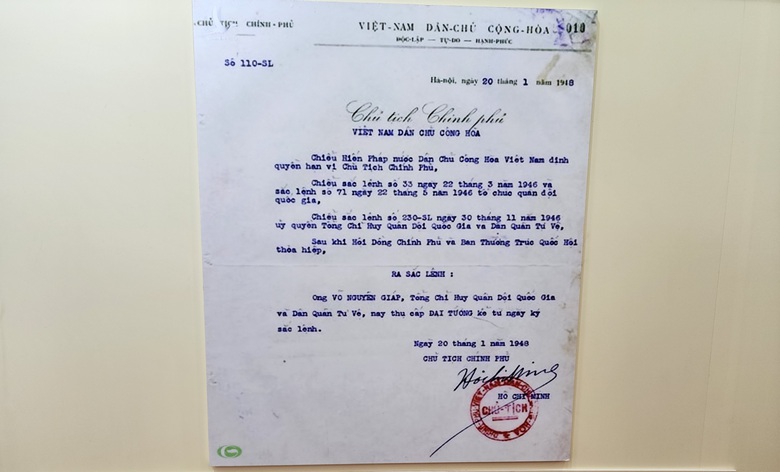 CHỦ TỊCH CHÍNH-PHỦ
VIỆT-NAM DÂN-CHỦ CỘNG-HÒA 010
ĐỘC-LẬP — TỰ-DO — HẠNH-PHÚC
Số 110-SL
Hà-nội, ngày 20 tháng 1 năm 1948
Chủ tịch Chính phủ
VIỆT NAM DÂN CHỦ CỘNG HÒA
Chiếu Hiến Pháp nước Dân Chủ Cộng Hòa Việt Nam định
quyền hạn vị Chủ Tịch Chính Phủ,
Chiếu sắc lệnh số 33 ngày 22 tháng 3 năm 1946 và
sắc lệnh số 71 ngày 22 tháng 5 năm 1946 tổ chức quân đội
quốc gia,
Chiếu sắc lệnh số 230-SL ngày 30 tháng 11 năm 1946
uỷ quyền Tổng Chỉ Huy Quân Đội Quốc Gia và Dân Quân Tự Vệ,
Sau khi Hội Đồng Chính Phủ và Ban Thường Trực Quốc Hội
thỏa hiệp,
RA SẮC LỆNH :
Ông VÕ NGUYÊN GIÁP, Tổng Chỉ Huy Quân Đội Quốc Gia
và Dân Quân Tự Vệ, nay thụ cấp ĐẠI TƯỚNG kể từ ngày ký
sắc lệnh.
Ngày 20 tháng 1 năm 1948
CHỦ TỊCH CHÍNH PHỦ
HỒ CHÍ MINH
CHỦ-TỊCH